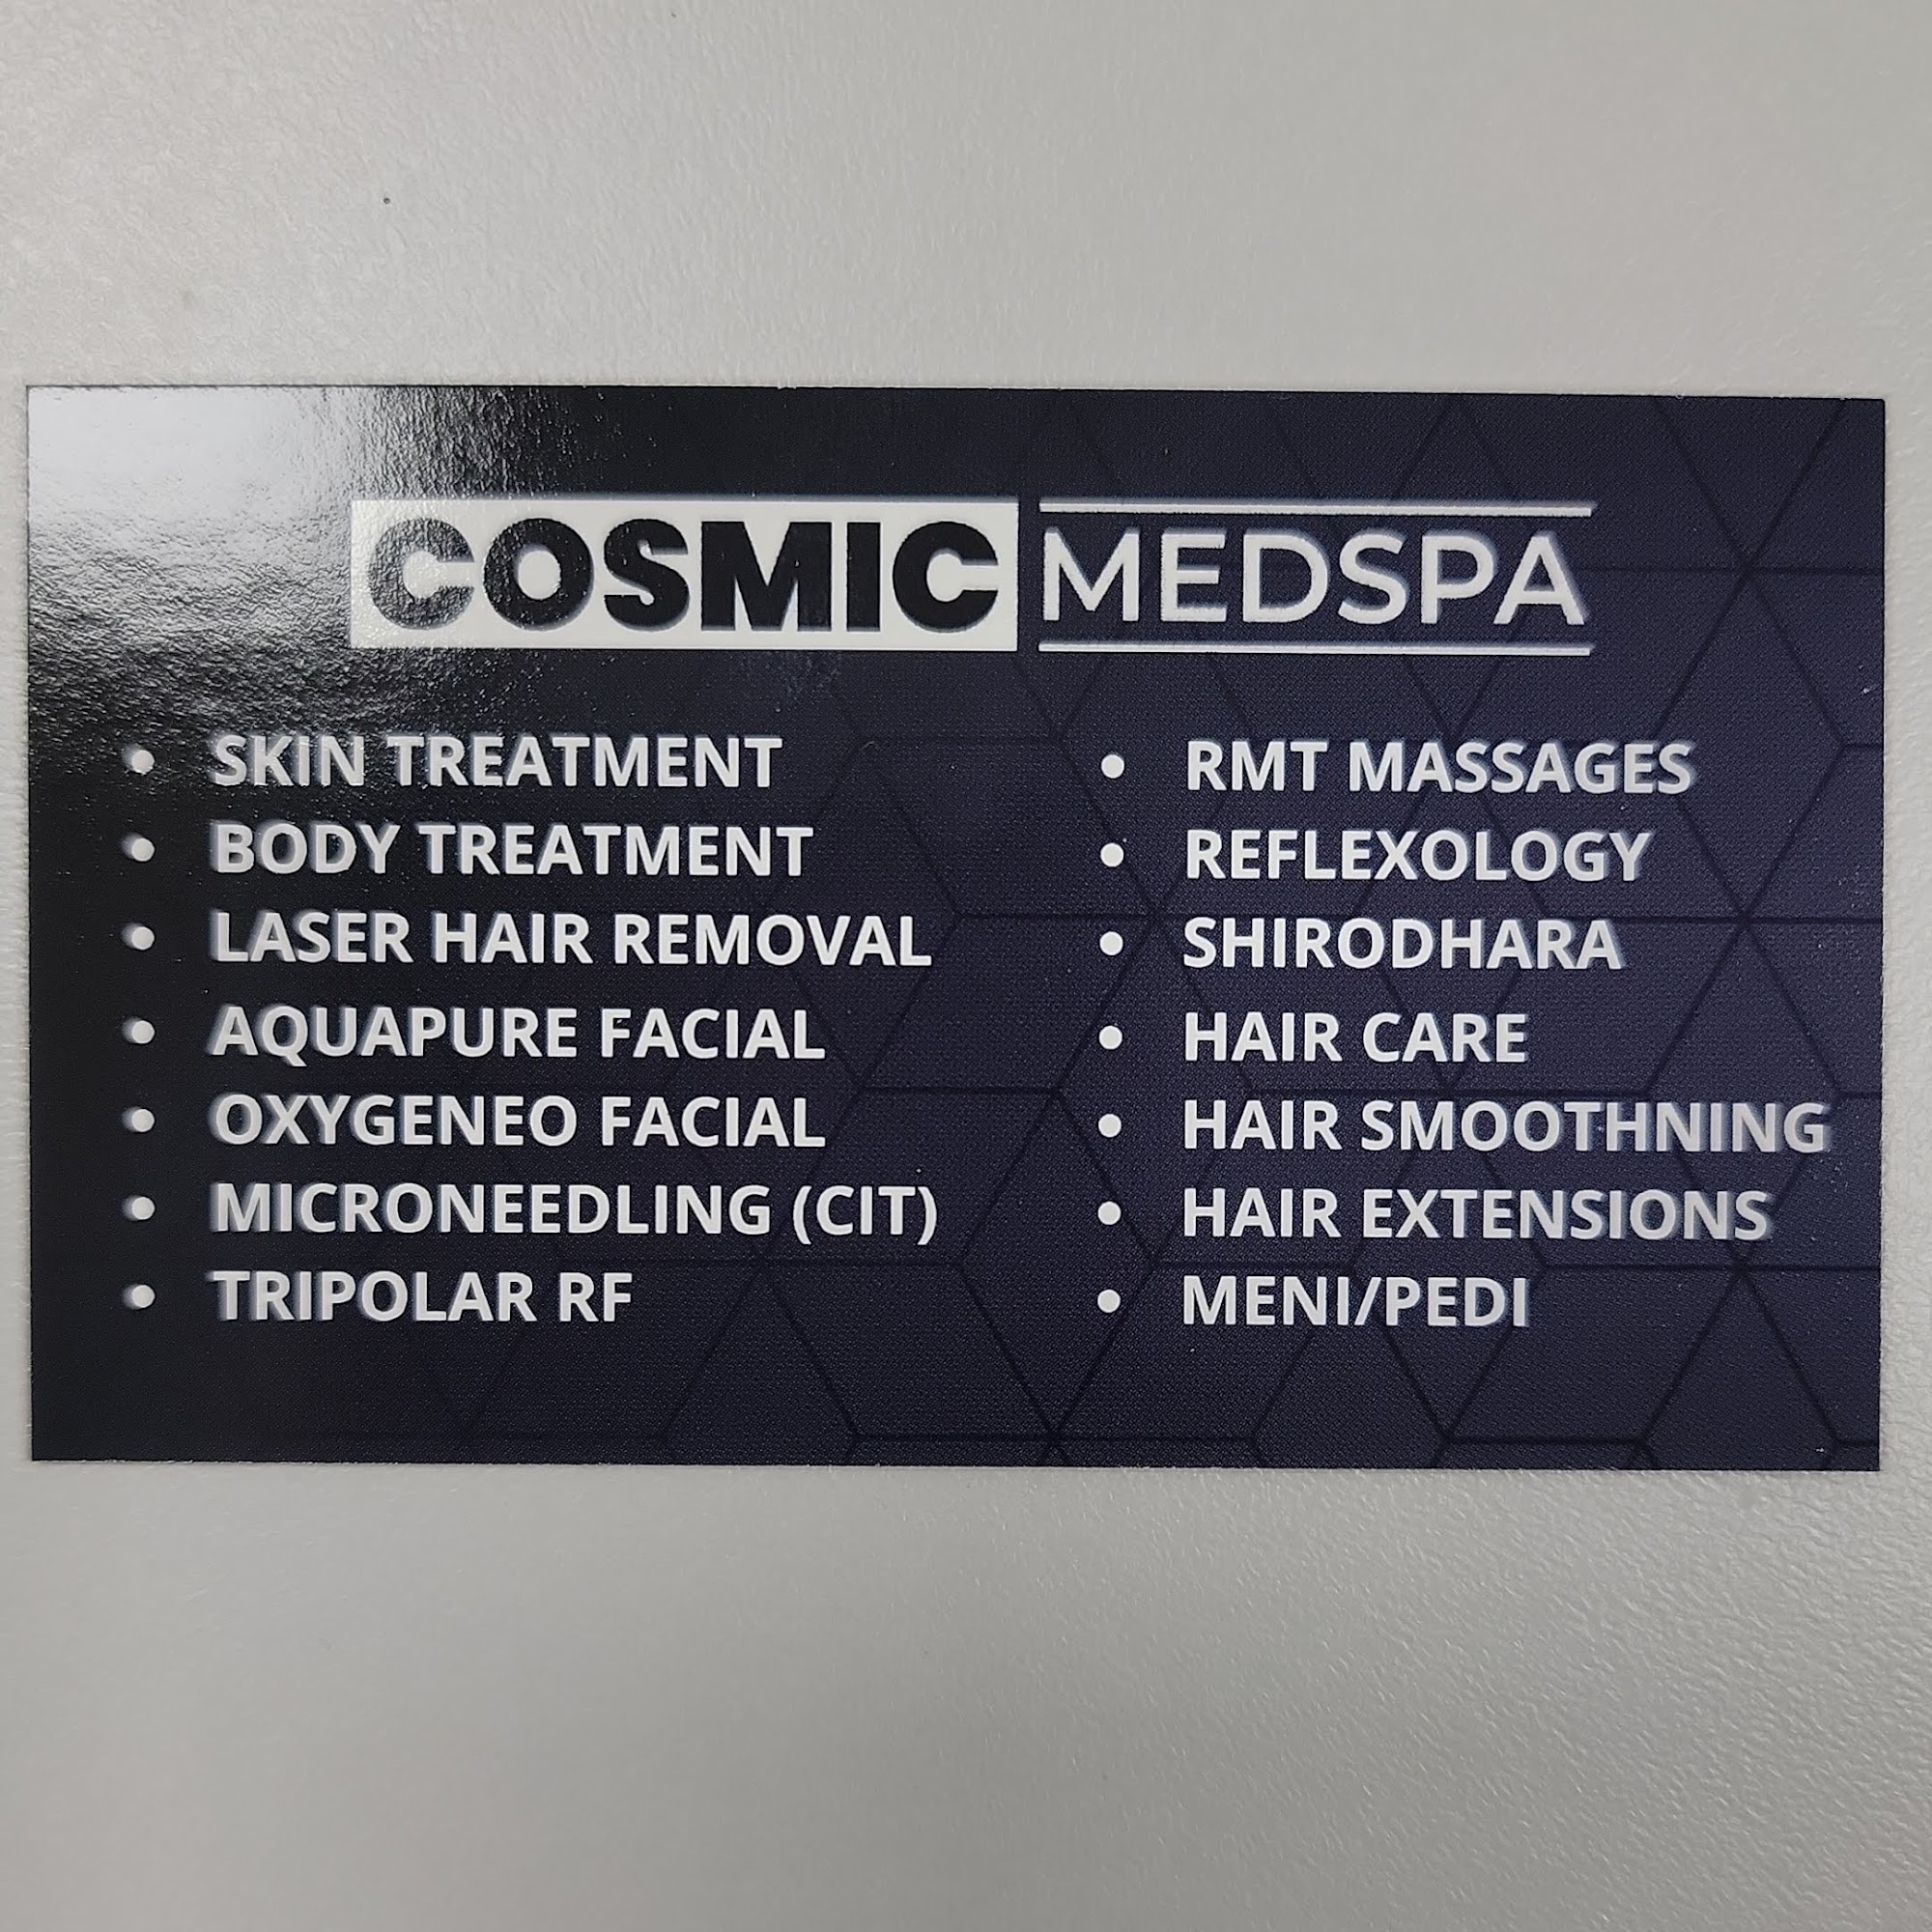 COSMIC MEDSPA
SKIN TREATMENT
BODY TREATMENT
LASER HAIR REMOVAL
AQUAPURE FACIAL
OXYGENEO FACIAL
MICRONEEDLING (CIT)
TRIPOLAR RF
RMT MASSAGES
REFLEXOLOGY
SHIRODHARA
HAIR CARE
HAIR SMOOTHNING
HAIR EXTENSIONS
MENI/PEDI